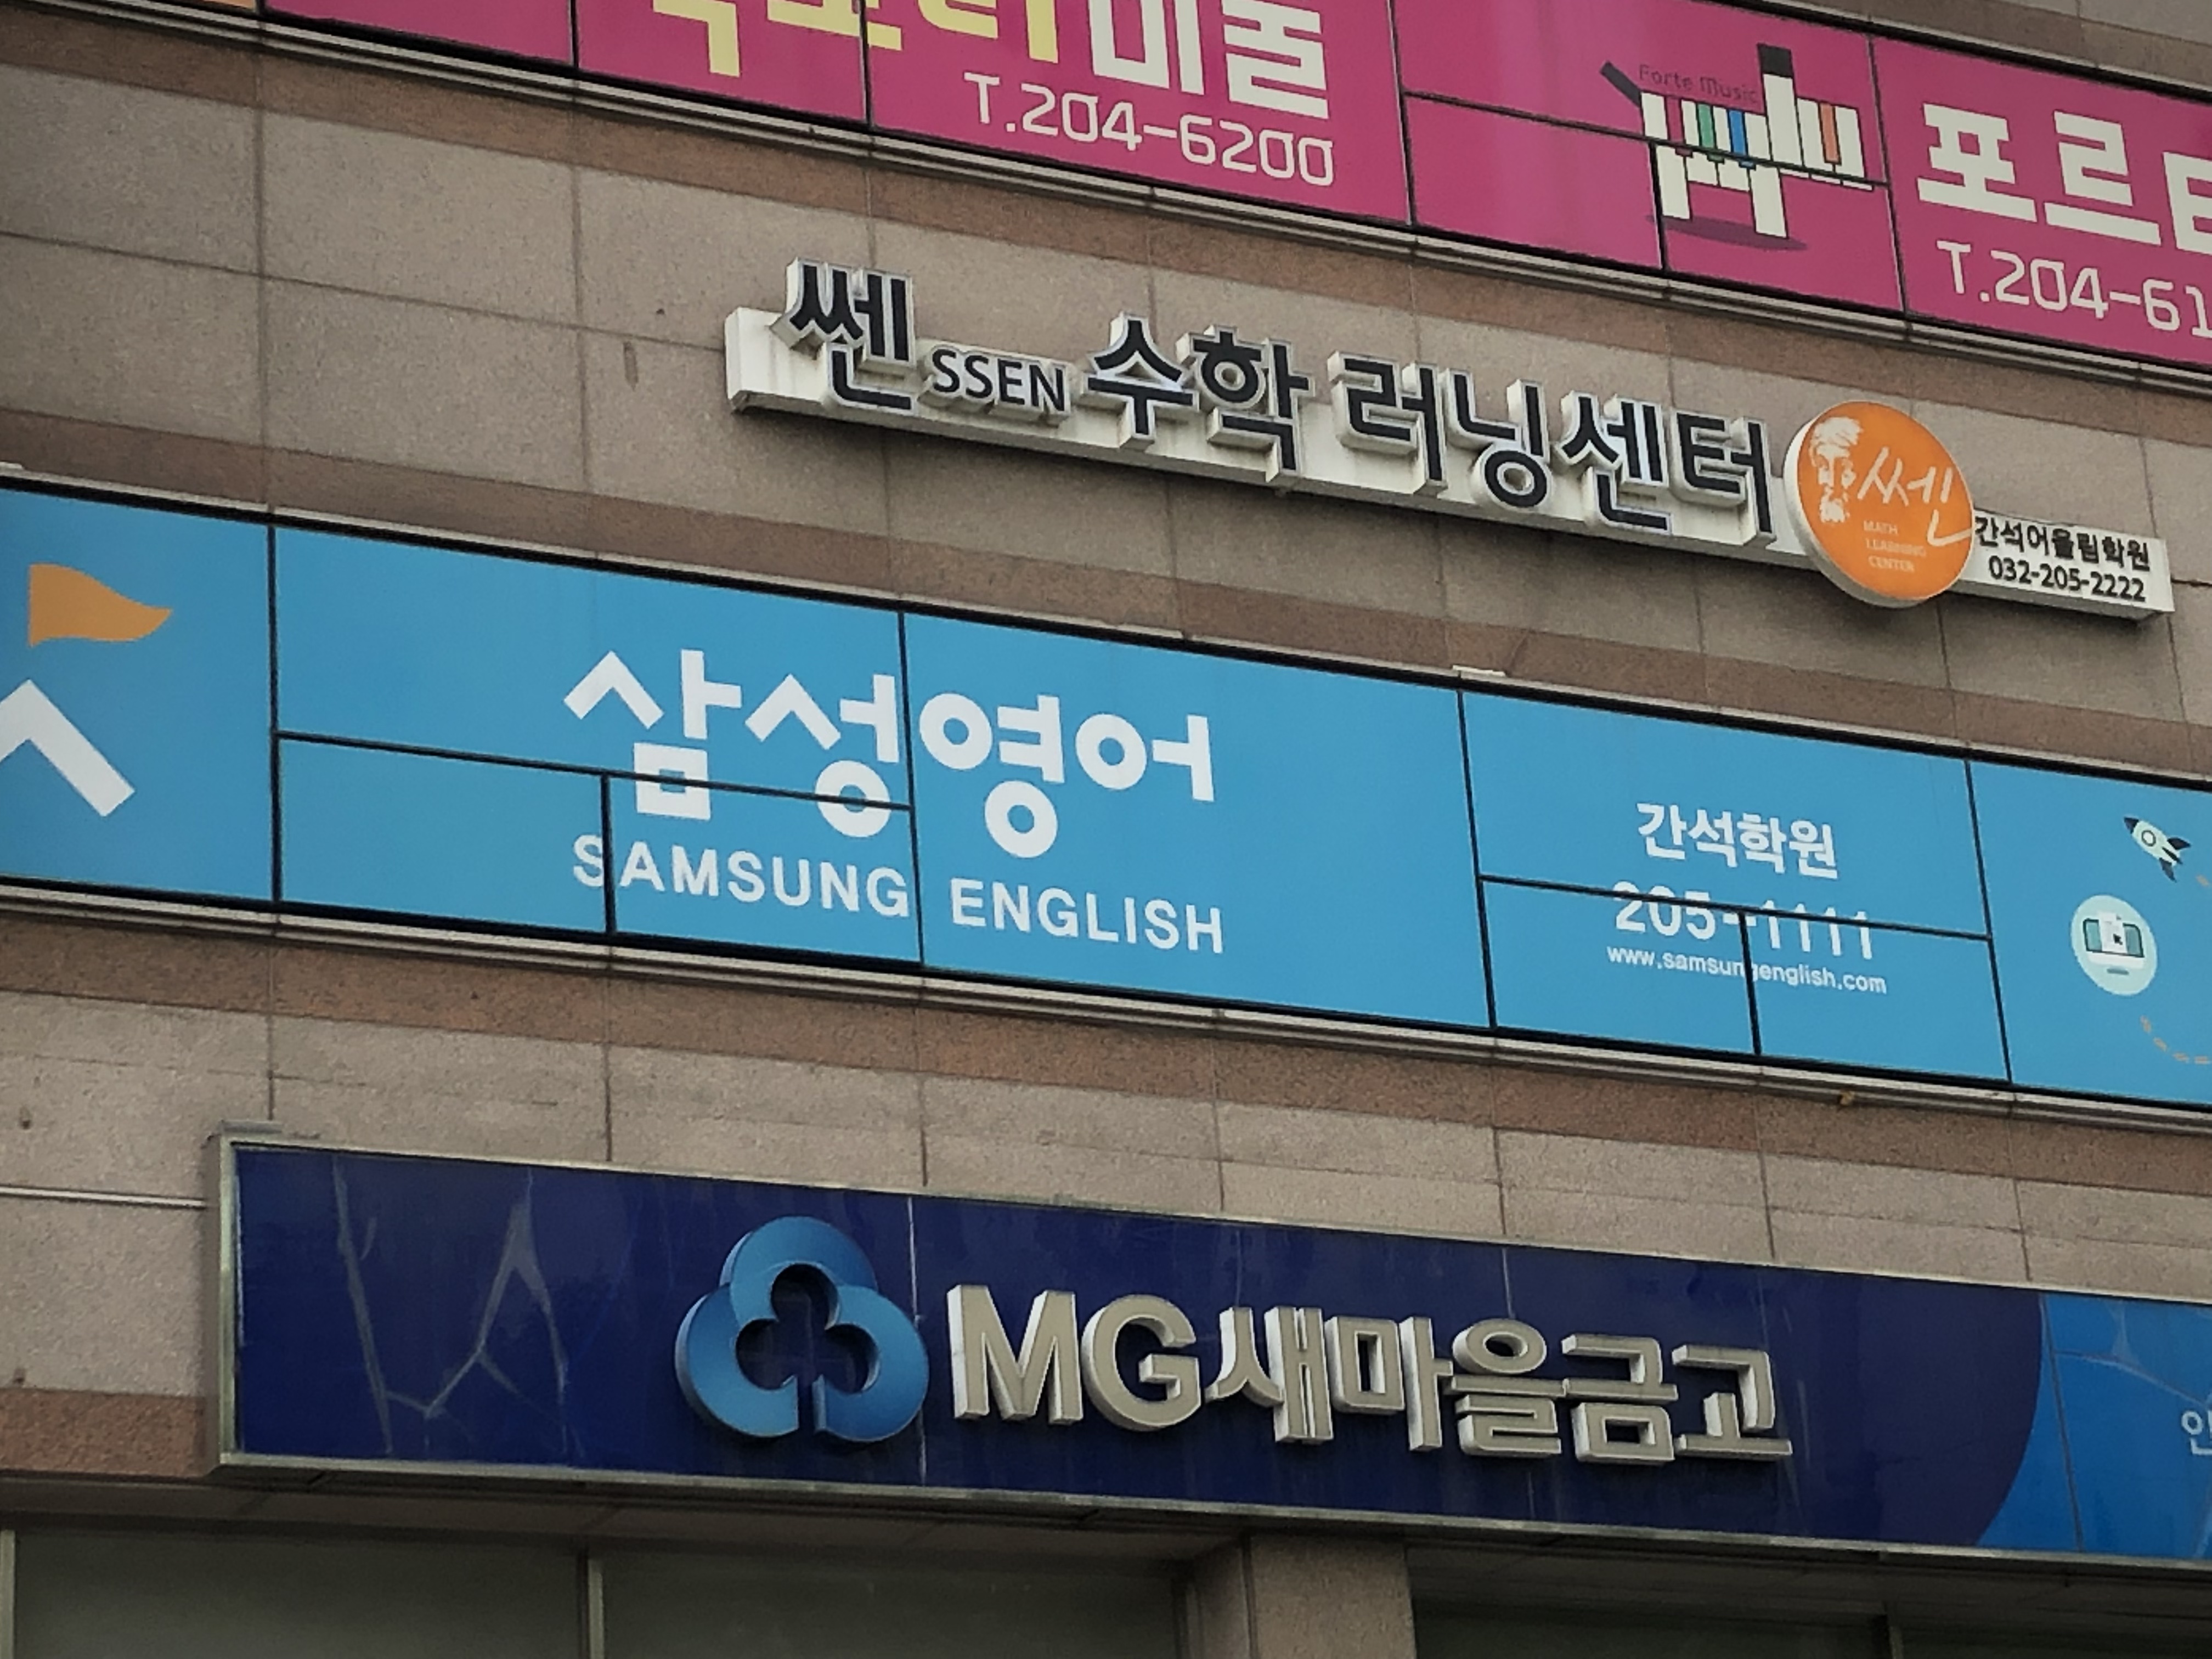 미술
T.204-6200
Forte Music
포르
T.204-61
쎈 SSEN 수학 러닝센터
쎈
MATH
LEARNING
CENTER
간석어울림학원
032-205-2222
삼성영어
SAMSUNG ENGLISH
간석학원
205-1111
www.samsungenglish.com
MG새마을금고